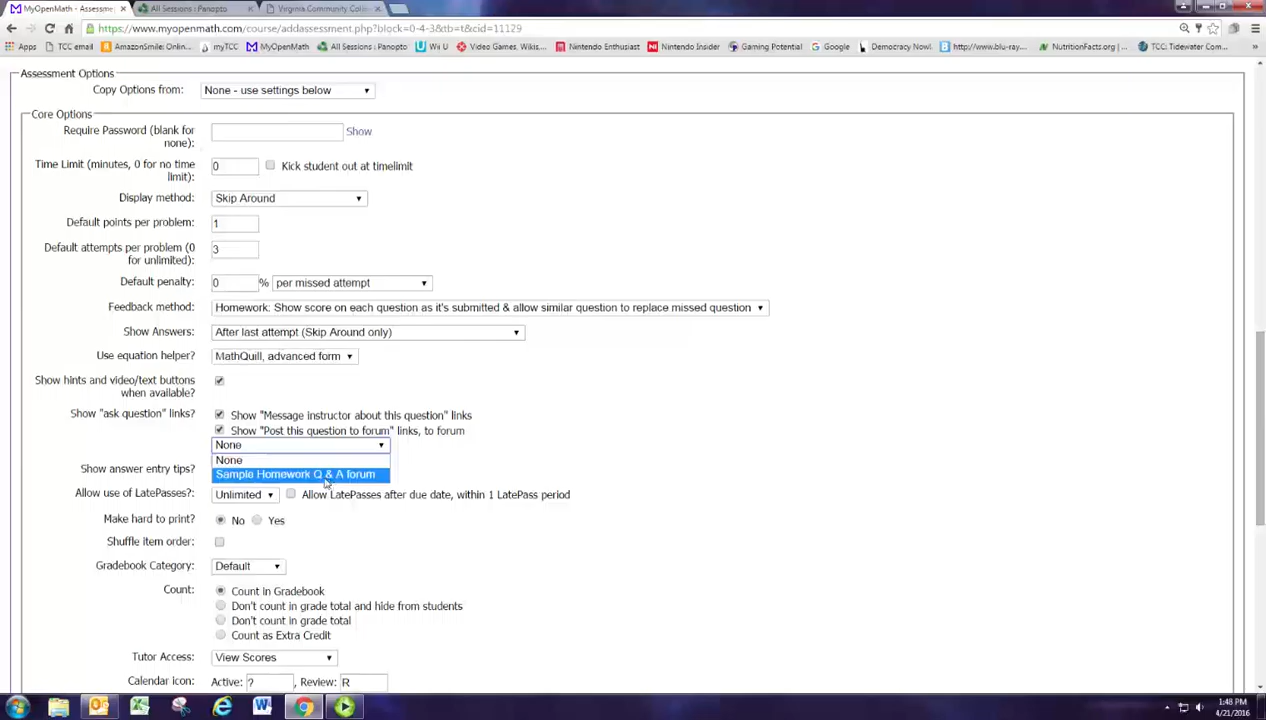 MyOpenMath - Assessme
All Sessions | Panopto
Virginia Community Coll
https://www.myopenmath.com/course/addassessment.php?block=0-4-3&tb=t&cid=11129
Apps
TCC email
AmazonSmile: Onlin...
myTCC
MyOpenMath
All Sessions | Panopto
Wii U
Video Games, Wikis...
Nintendo Enthusiast
Nintendo Insider
Gaming Potential
Google
Democracy Now!
http://www.blu-ray...
NutritionFacts.org |...
TCC: Tidewater Com...
Assessment Options
Copy Options from: None - use settings below
Core Options
Require Password (blank for none): Show
Time Limit (minutes, 0 for no time limit): 0 Kick student out at timelimit
Display method: Skip Around
Default points per problem: 1
Default attempts per problem (0 for unlimited): 3
Default penalty: 0 % per missed attempt
Feedback method: Homework: Show score on each question as it's submitted & allow similar question to replace missed question
Show Answers: After last attempt (Skip Around only)
Use equation helper? MathQuill, advanced form
Show hints and video/text buttons when available?
Show "ask question" links? Show "Message instructor about this question" links
Show "Post this question to forum" links, to forum
None
None
Sample Homework Q & A forum
Show answer entry tips?
Allow use of LatePasses?: Unlimited Allow LatePasses after due date, within 1 LatePass period
Make hard to print? No Yes
Shuffle item order:
Gradebook Category: Default
Count: Count in Gradebook
Don't count in grade total and hide from students
Don't count in grade total
Count as Extra Credit
Tutor Access: View Scores
Calendar icon: Active: ? , Review: R
1:48 PM
4/21/2016